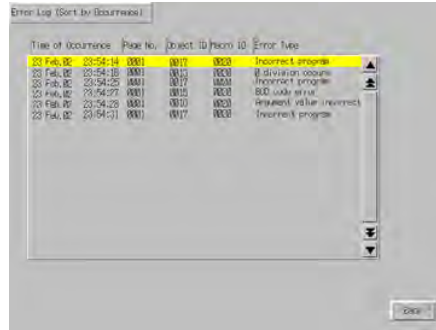 Error Log (Sort by Occurrence)
Time of Occurrence Page No. Object ID Macro ID Error Type
23 Feb,02 23:54:14 0001 0017 0020 Incorrect program
23 Feb,02 23:54:18 0001 0013 0020 0 division occurs
23 Feb,02 23:54:25 0001 0017 0020 Incorrect program
23 Feb,02 23:54:27 0001 0015 0020 BCD code error
23 Feb,02 23:54:28 0001 0010 0020 Argument value incorrect
23 Feb,02 23:54:31 0001 0017 0020 Incorrect program